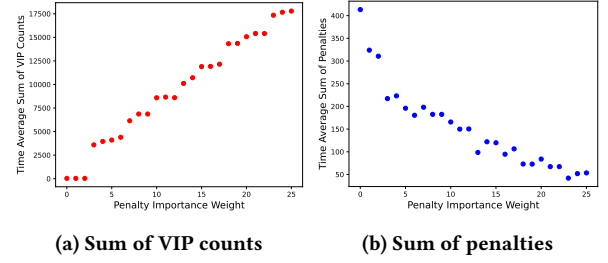 Time Average Sum of VIP Counts
17500
15000
12500
10000
7500
5000
2500
0
0 5 10 15 20 25
Penalty Importance Weight
(a) Sum of VIP counts
Time Average Sum of Penalties
400
350
300
250
200
150
100
50
0 5 10 15 20 25
Penalty Importance Weight
(b) Sum of penalties